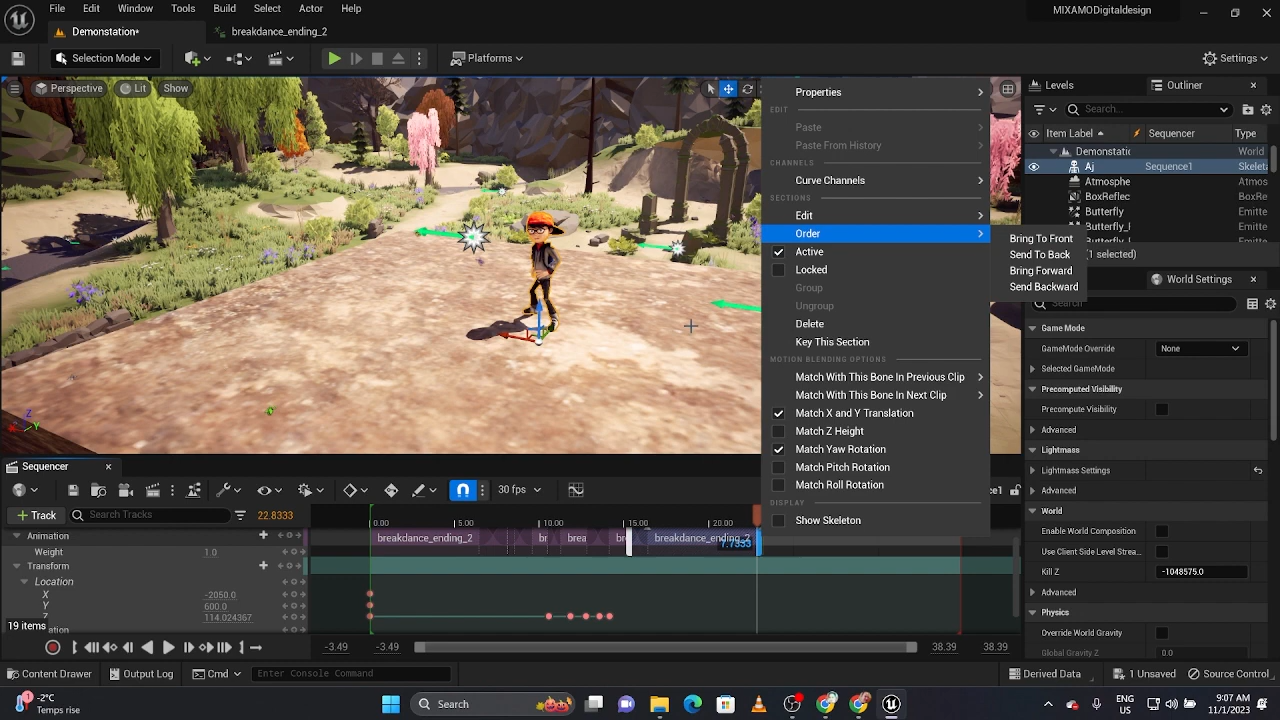 File Edit Window Tools Build Select Actor Help
MIXAMODigitaldesign
Demonstation*
breakdance_ending_2
Selection Mode
Platforms
Settings
Perspective
Lit
Show
Properties
EDIT
Paste
Paste From History
CHANNELS
Curve Channels
SECTIONS
Edit
Order
Active
Locked
Group
Ungroup
Delete
Key This Section
MOTION BLENDING OPTIONS
Match With This Bone In Previous Clip
Match With This Bone In Next Clip
Match X and Y Translation
Match Z Height
Match Yaw Rotation
Match Pitch Rotation
Match Roll Rotation
DISPLAY
Show Skeleton
Bring To Front
Send To Back
Bring Forward
Send Backward
Levels
Outliner
Search...
Item Label
Sequencer
Type
Demonstatic
World
Aj
Sequence1
Skelet
Atmosphe
Atmos
BoxReflec
BoxRe
Butterfly
Emitte
Butterfly_I
Emitte
1 selected)
World Settings
Search
Game Mode
GameMode Override
None
Selected GameMode
Precomputed Visibility
Precompute Visibility
Advanced
Lightmass
Lightmass Settings
Advanced
World
Enable World Composition
Use Client Side Level Strea...
Kill Z
-1048575.0
Advanced
Physics
Override World Gravity
Global Gravity Z
0.0
Z
X
Y
Sequencer
30 fps
Track
Search Tracks
22.8333
0.00 5.00 10.00 15.00 20.00
Animation
breakdance_ending_2
br
brea
br
breakdance_ending_2
7.7333
Weight
1.0
Transform
Location
X
-2050.0
Y
600.0
Z
114.024367
19 items
-3.49
-3.49
38.39
38.39
Content Drawer
Output Log
Cmd
Enter Console Command
Derived Data
1 Unsaved
Source Control
-2°C
Temps rise
Search
ENG
US
9:07 AM
11/1/2023